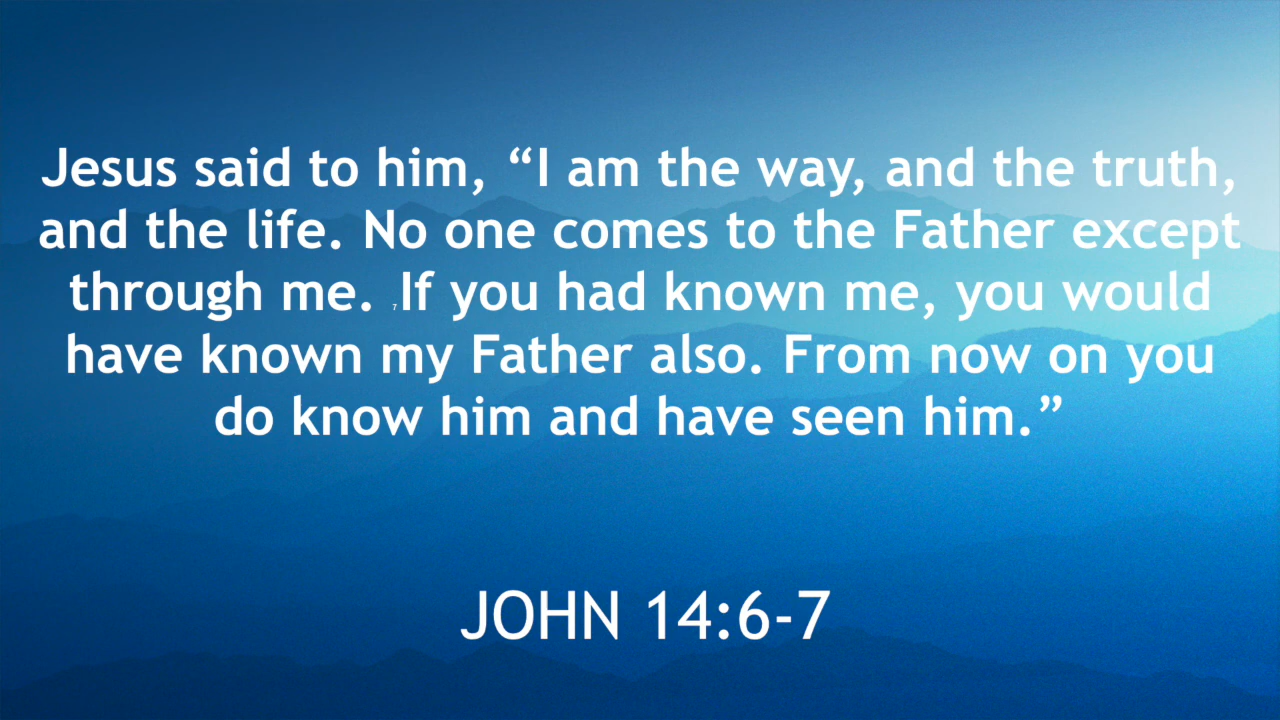 Jesus said to him, “I am the way, and the truth,
and the life. No one comes to the Father except
through me. 7 If you had known me, you would
have known my Father also. From now on you
do know him and have seen him.”
JOHN 14:6-7